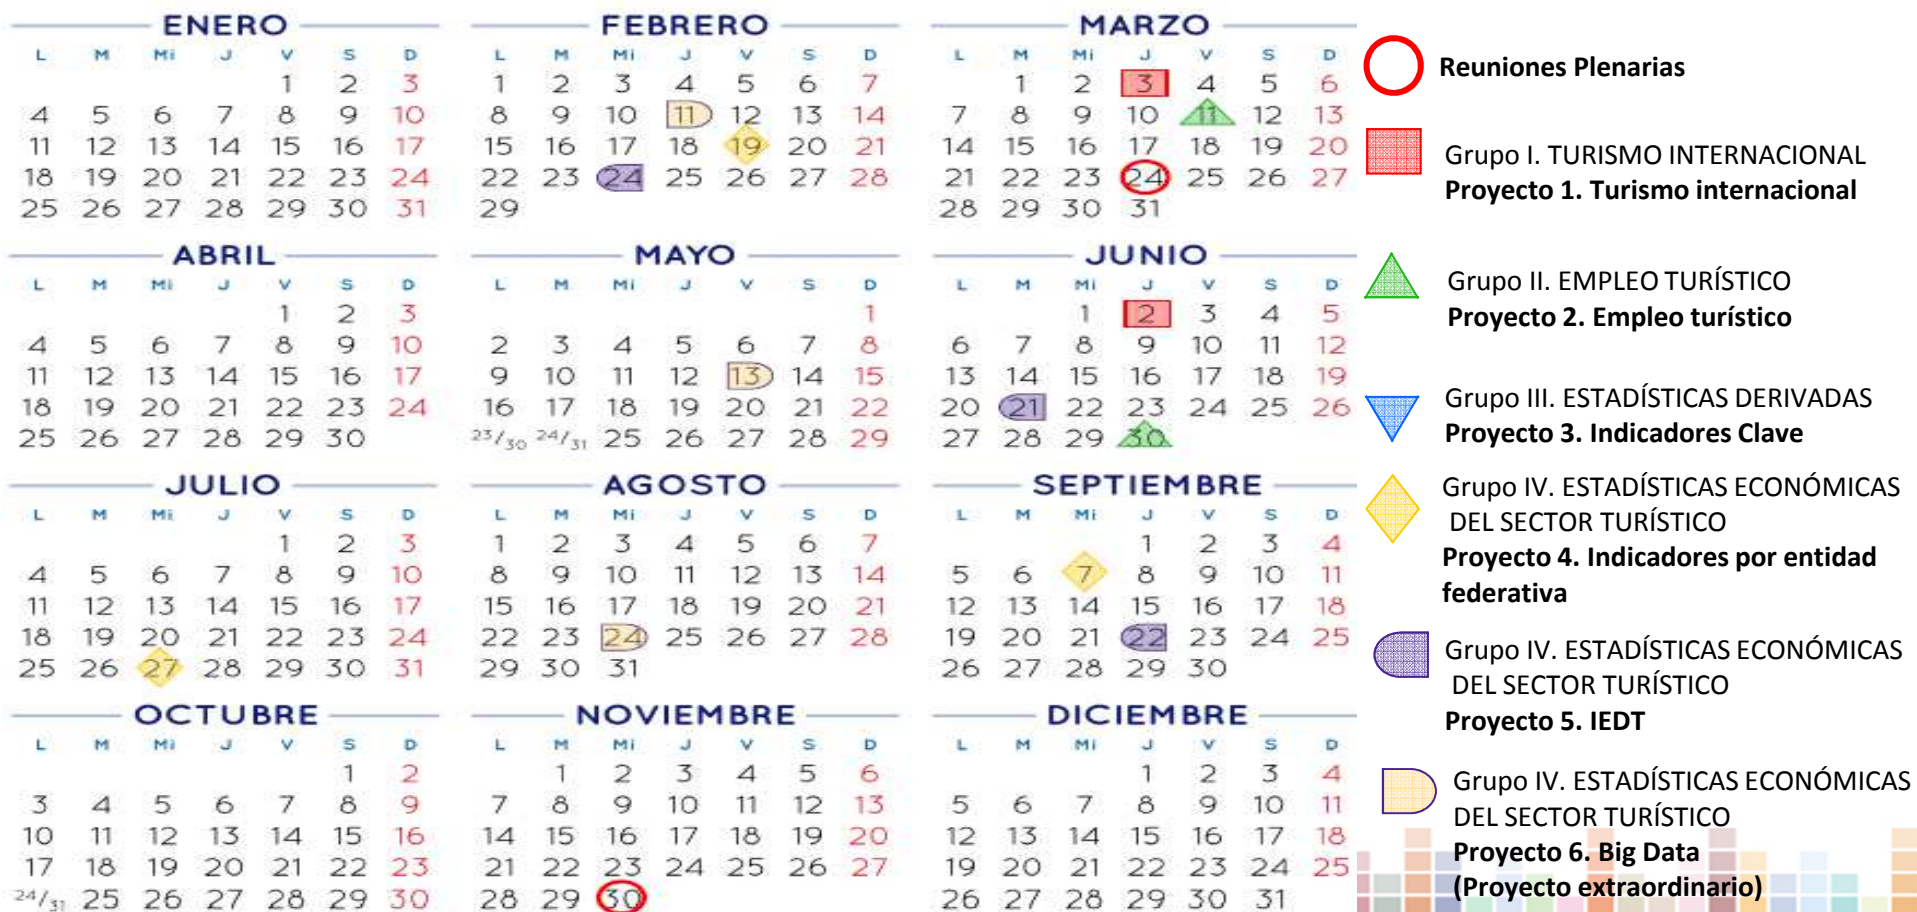 ENERO
L M Mi J V S D
1 2 3
4 5 6 7 8 9 10
11 12 13 14 15 16 17
18 19 20 21 22 23 24
25 26 27 28 29 30 31
FEBRERO
L M Mi J V S D
1 2 3 4 5 6 7
8 9 10 11 12 13 14
15 16 17 18 19 20 21
22 23 24 25 26 27 28
29
MARZO
L M Mi J V S D
1 2 3 4 5 6
7 8 9 10 11 12 13
14 15 16 17 18 19 20
21 22 23 24 25 26 27
28 29 30 31
ABRIL
L M Mi J V S D
1 2 3
4 5 6 7 8 9 10
11 12 13 14 15 16 17
18 19 20 21 22 23 24
25 26 27 28 29 30
MAYO
L M Mi J V S D
1
2 3 4 5 6 7 8
9 10 11 12 13 14 15
16 17 18 19 20 21 22
23/30 24/31 25 26 27 28 29
JUNIO
L M Mi J V S D
1 2 3 4 5
6 7 8 9 10 11 12
13 14 15 16 17 18 19
20 21 22 23 24 25 26
27 28 29 30
JULIO
L M Mi J V S D
1 2 3
4 5 6 7 8 9 10
11 12 13 14 15 16 17
18 19 20 21 22 23 24
25 26 27 28 29 30 31
AGOSTO
L M Mi J V S D
1 2 3 4 5 6 7
8 9 10 11 12 13 14
15 16 17 18 19 20 21
22 23 24 25 26 27 28
29 30 31
SEPTIEMBRE
L M Mi J V S D
1 2 3 4
5 6 7 8 9 10 11
12 13 14 15 16 17 18
19 20 21 22 23 24 25
26 27 28 29 30
OCTUBRE
L M Mi J V S D
1 2
3 4 5 6 7 8 9
10 11 12 13 14 15 16
17 18 19 20 21 22 23
24/31 25 26 27 28 29 30
NOVIEMBRE
L M Mi J V S D
1 2 3 4 5 6
7 8 9 10 11 12 13
14 15 16 17 18 19 20
21 22 23 24 25 26 27
28 29 30
DICIEMBRE
L M Mi J V S D
1 2 3 4
5 6 7 8 9 10 11
12 13 14 15 16 17 18
19 20 21 22 23 24 25
26 27 28 29 30 31
Reuniones Plenarias
Grupo I. TURISMO INTERNACIONAL
Proyecto 1. Turismo internacional
Grupo II. EMPLEO TURÍSTICO
Proyecto 2. Empleo turístico
Grupo III. ESTADÍSTICAS DERIVADAS
Proyecto 3. Indicadores Clave
Grupo IV. ESTADÍSTICAS ECONÓMICAS
DEL SECTOR TURÍSTICO
Proyecto 4. Indicadores por entidad
federativa
Grupo IV. ESTADÍSTICAS ECONÓMICAS
DEL SECTOR TURÍSTICO
Proyecto 5. IEDT
Grupo IV. ESTADÍSTICAS ECONÓMICAS
DEL SECTOR TURÍSTICO
Proyecto 6. Big Data
(Proyecto extraordinario)